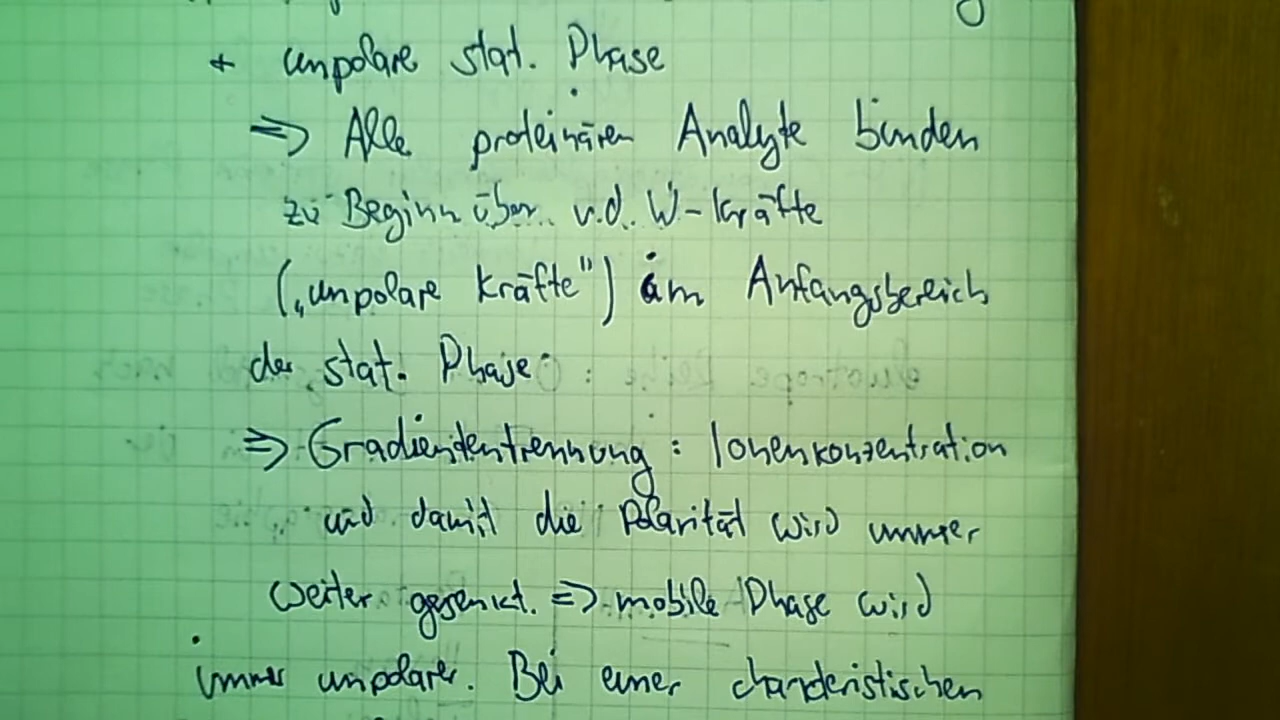 + unpolare stat. Phase
⇒ Alle proteinären Analyte binden
zu Beginn über v.d.W-Kräfte
(„unpolare Kräfte") im Anfangsbereich
der stat. Phase.
⇒ Gradiententrennung: Ionenkonzentration
und damit die Polarität wird immer
weiter gesenkt. ⇒ mobile Phase wird
immer unpolarer. Bei einer charakteristischen